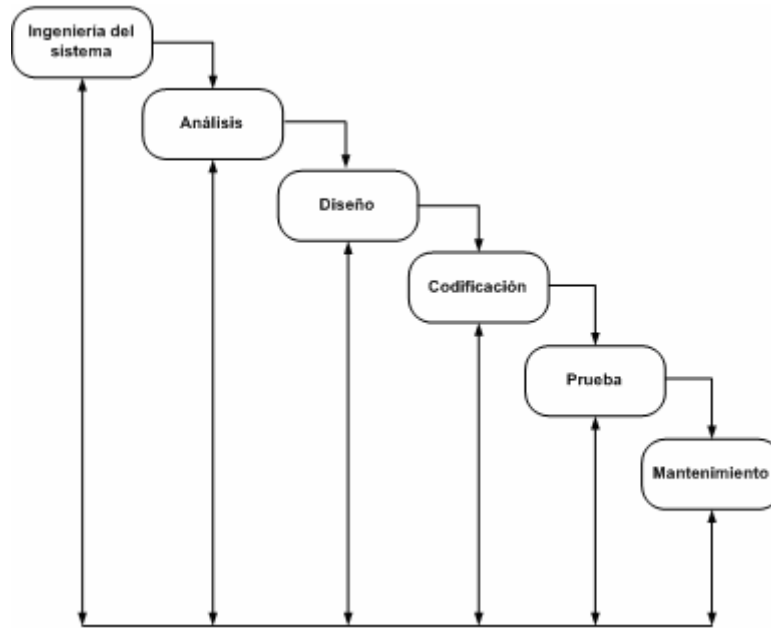 Ingeniería del
sistema
Análisis
Diseño
Codificación
Prueba
Mantenimiento